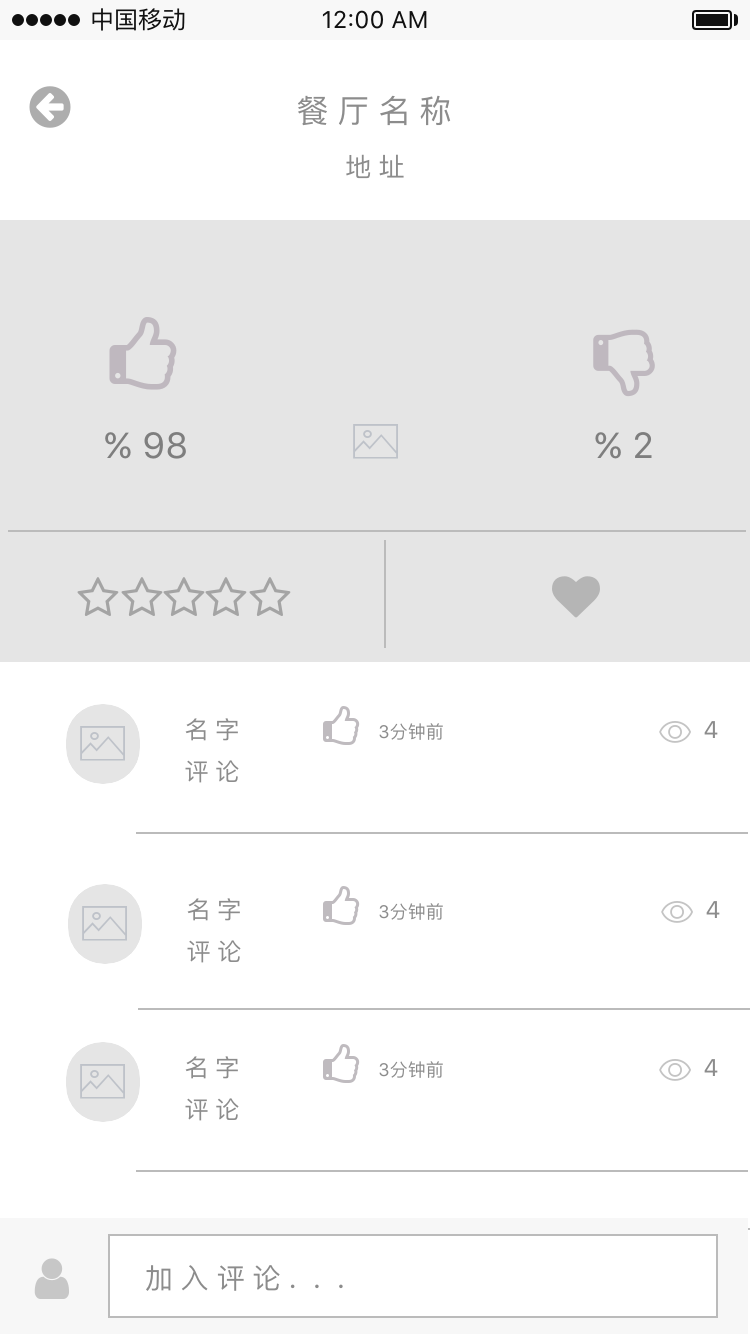 中国移动 12:00 AM
餐厅名称
地址
% 98
% 2
名字 3分钟前 4
评论
名字 3分钟前 4
评论
名字 3分钟前 4
评论
加入评论. . .